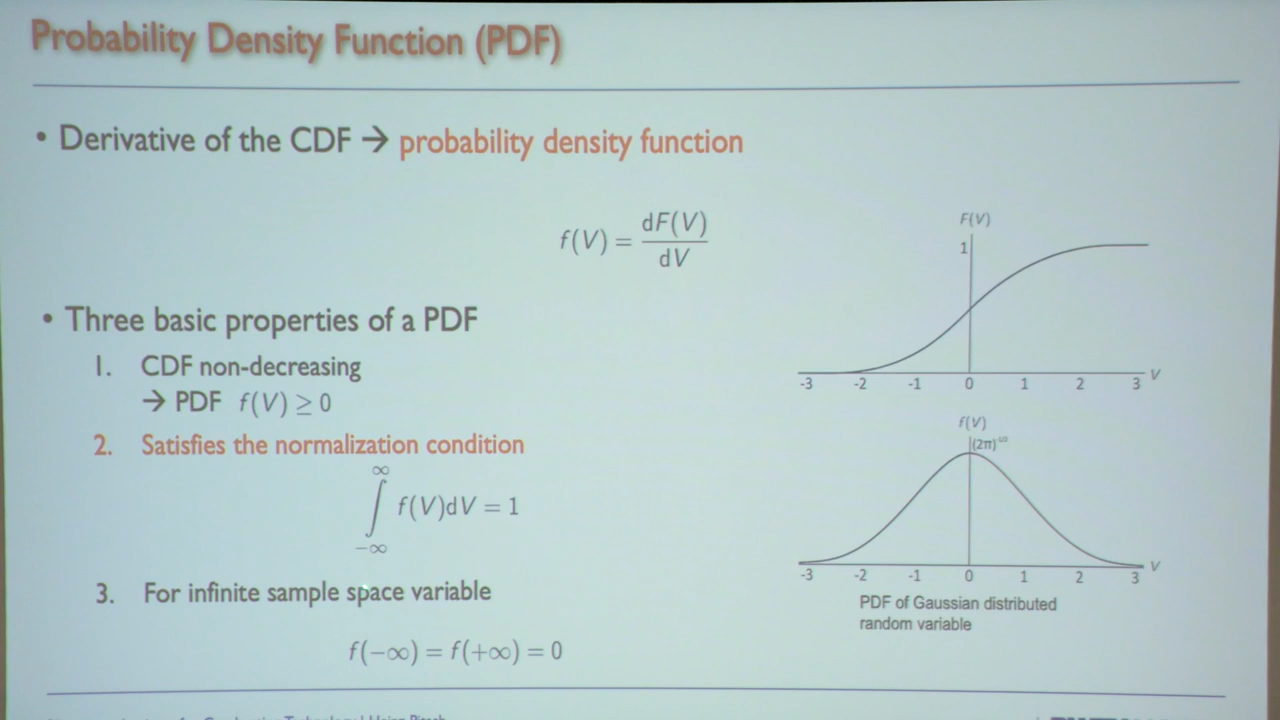 Probability Density Function (PDF)
• Derivative of the CDF → probability density function
f(V) = dF(V) / dV
• Three basic properties of a PDF
1. CDF non-decreasing
→ PDF f(V) ≥ 0
2. Satisfies the normalization condition
∫_{-∞}^{∞} f(V)dV = 1
3. For infinite sample space variable
f(-∞) = f(+∞) = 0
F(V)
1
-3 -2 -1 0 1 2 3 V
f(V)
(2π)
-3 -2 -1 0 1 2 3 V
PDF of Gaussian distributed
random variable